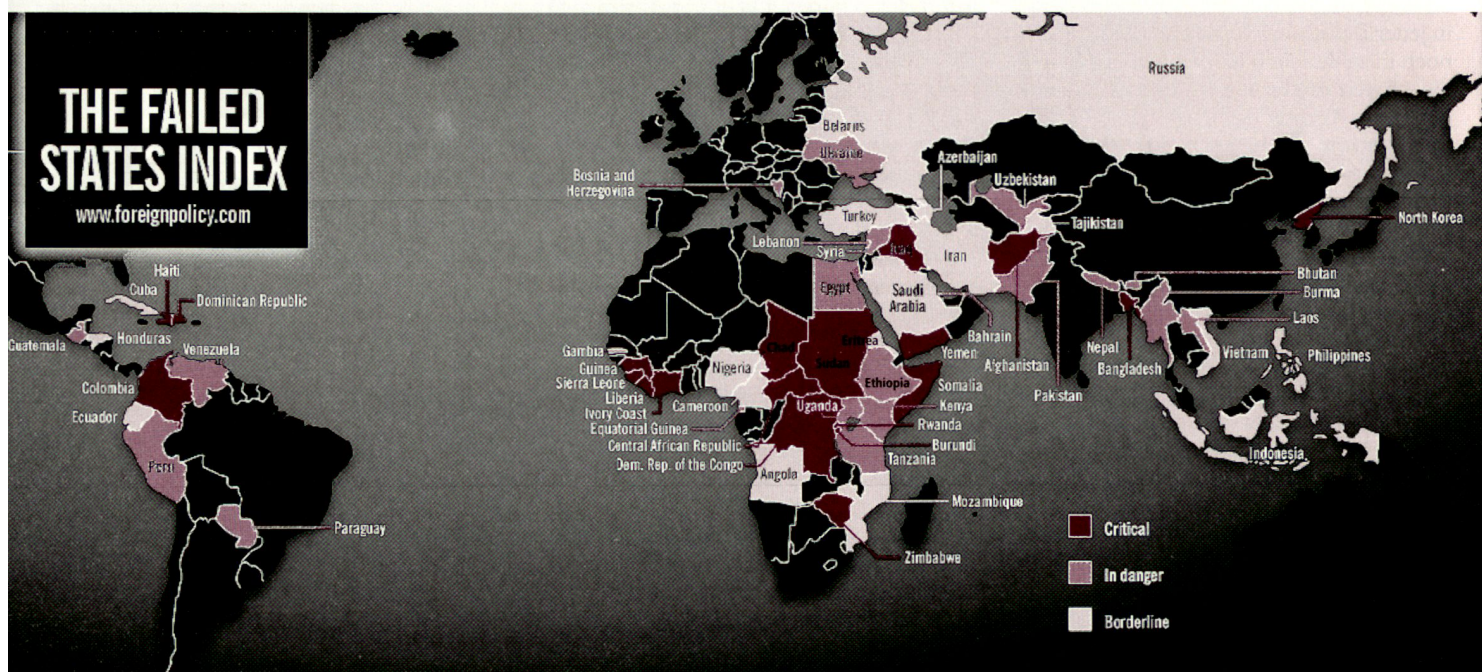 THE FAILED
STATES INDEX
www.foreignpolicy.com
Russia
Belarus
Ukraine
Azerbaijan
Uzbekistan
Bosnia and
Herzegovina
Turkey
Tajikistan
North Korea
Lebanon
Syria
Iraq
Iran
Haiti
Cuba
Dominican Republic
Egypt
Saudi
Arabia
Bhutan
Burma
Laos
Guatemala
Honduras
Venezuela
Gambia
Guinea
Sierra Leore
Liberia
Ivory Coast
Nigeria
Chad
Sudan
Eritrea
Ethiopia
Bahrain
Yemen
Afghanistan
Nepal
Bangladesh
Vietnam
Philippines
Pakistan
Colombia
Ecuador
Cameroon
Equatorial Guinea
Central African Republic
Dem. Rep. of the Congo
Uganda
Somalia
Kenya
Rwanda
Burundi
Tanzania
Angola
Indonesia
Peru
Mozambique
Paraguay
Zimbabwe
Critical
In danger
Borderline